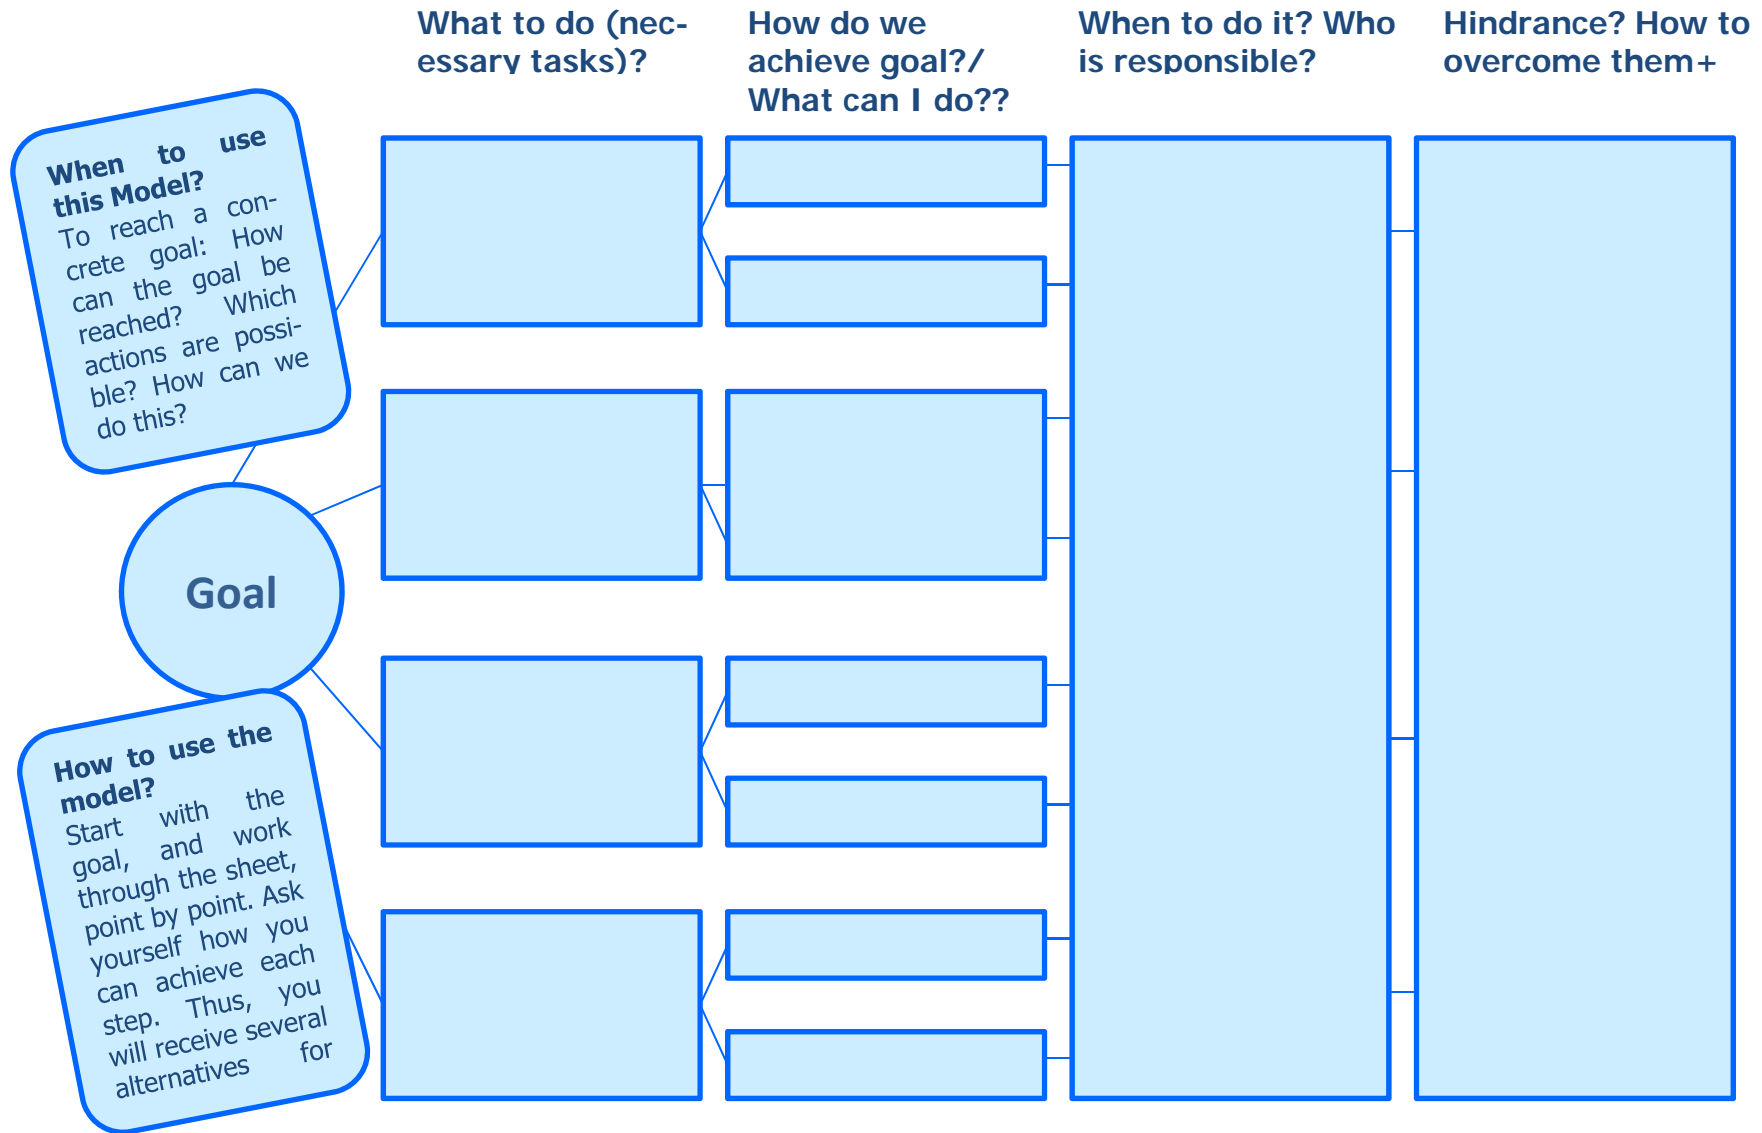 What to do (nec-
essary tasks)?
How do we
achieve goal?/
What can I do??
When to do it? Who
is responsible?
Hindrance? How to
overcome them+
When to use
this Model?
To reach a con-
crete goal: How
can the goal be
reached? Which
actions are possi-
ble? How can we
do this?
Goal
How to use the
model?
Start with the
goal, and work
through the sheet,
point by point. Ask
yourself how you
can achieve each
step. Thus, you
will receive several
alternatives for